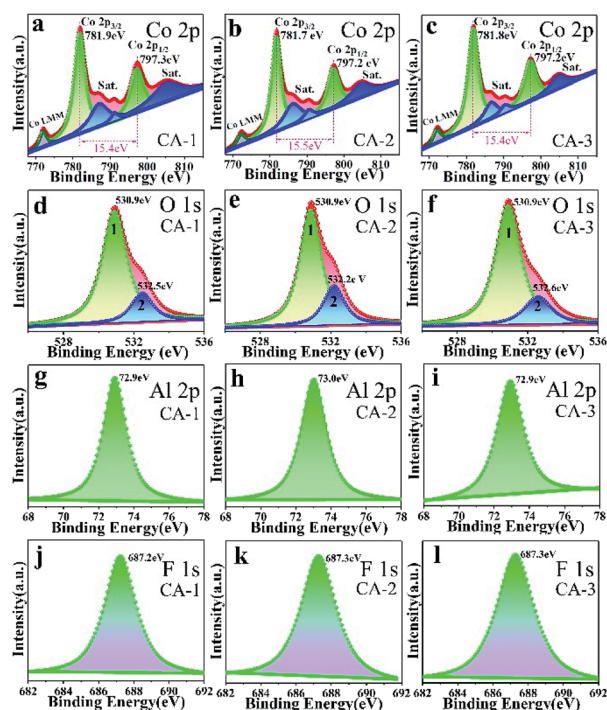 a Co 2p3/2 781.9eV Co 2p
Co 2p1/2 797.3eV
Sat. Sat.
Co LMM
15.4eV CA-1
770 780 790 800 810
Binding Energy (eV)
Intensity(a.u.)
b Co 2p3/2 781.7 eV Co 2p
Co 2p1/2 797.2 eV
Sat. Sat.
Co LMM
15.5eV CA-2
770 780 790 800 810
Binding Energy (eV)
Intensity(a.u.)
c Co 2p3/2 781.8eV Co 2p
Co 2p1/2 797.2eV
Sat. Sat.
Co LMM
15.4eV CA-3
770 780 790 800 810
Binding Energy (eV)
Intensity(a.u.)
d 530.9eV O 1s
CA-1
1
532.5eV
2
528 532 536
Binding Energy (eV)
Intensity(a.u.)
e 530.9eV O 1s
CA-2
1
532.2eV
2
528 532 536
Binding Energy (eV)
Intensity(a.u.)
f 530.9eV O 1s
CA-3
1
532.6eV
2
528 532 536
Binding Energy (eV)
Intensity(a.u.)
g 72.9eV Al 2p
CA-1
68 70 72 74 76 78
Binding Energy(eV)
Intensity(a.u.)
h 73.0eV Al 2p
CA-2
68 70 72 74 76 78
Binding Energy(eV)
Intensity(a.u.)
i 72.9eV Al 2p
CA-3
68 70 72 74 76 78
Binding Energy(eV)
Intensity(a.u.)
j 687.2eV F 1s
CA-1
682 684 686 688 690 692
Binding Energy(eV)
Intensity(a.u.)
k 687.3eV F 1s
CA-2
682 684 686 688 690 692
Binding Energy(eV)
Intensity(a.u.)
l 687.3eV F 1s
CA-3
682 684 686 688 690 692
Binding Energy(eV)
Intensity(a.u.)